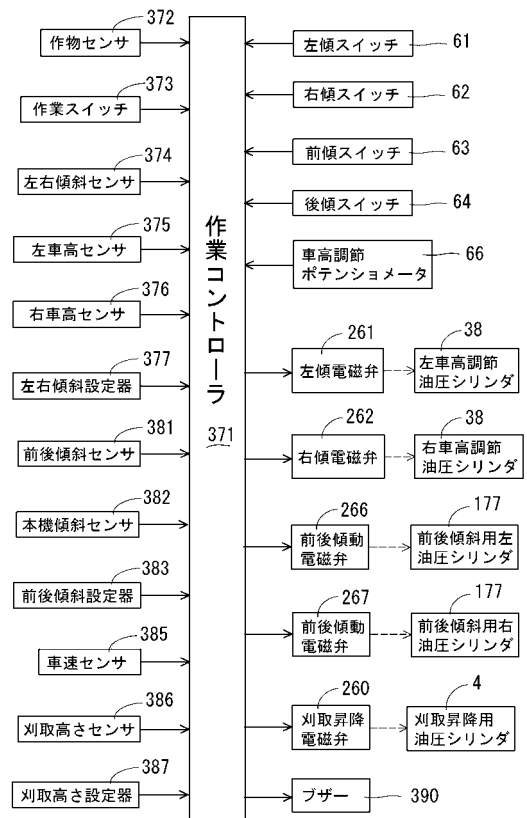 372
作物センサ
373
作業スイッチ
374
左右傾斜センサ
375
左車高センサ
376
右車高センサ
377
左右傾斜設定器
381
前後傾斜センサ
382
本機傾斜センサ
383
前後傾斜設定器
385
車速センサ
386
刈取高さセンサ
387
刈取高さ設定器
作業コントローラ
371
左傾スイッチ
61
右傾スイッチ
62
前傾スイッチ
63
後傾スイッチ
64
車高調節
ポテンショメータ
66
261
左傾電磁弁
38
左車高調節
油圧シリンダ
262
右傾電磁弁
38
右車高調節
油圧シリンダ
266
前後傾動
電磁弁
177
前後傾斜用左
油圧シリンダ
267
前後傾動
電磁弁
177
前後傾斜用右
油圧シリンダ
260
刈取昇降
電磁弁
4
刈取昇降用
油圧シリンダ
ブザー
390